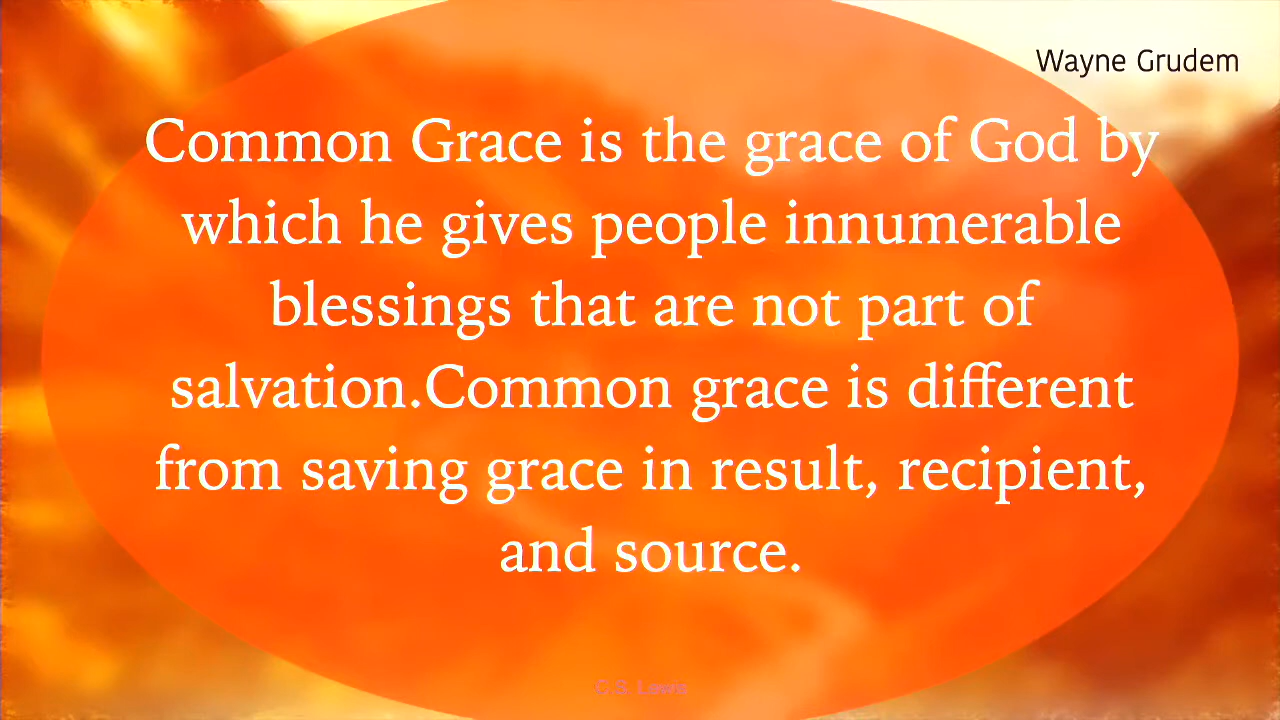 Wayne Grudem
Common Grace is the grace of God by
which he gives people innumerable
blessings that are not part of
salvation.Common grace is different
from saving grace in result, recipient,
and source.
C.S. Lewis